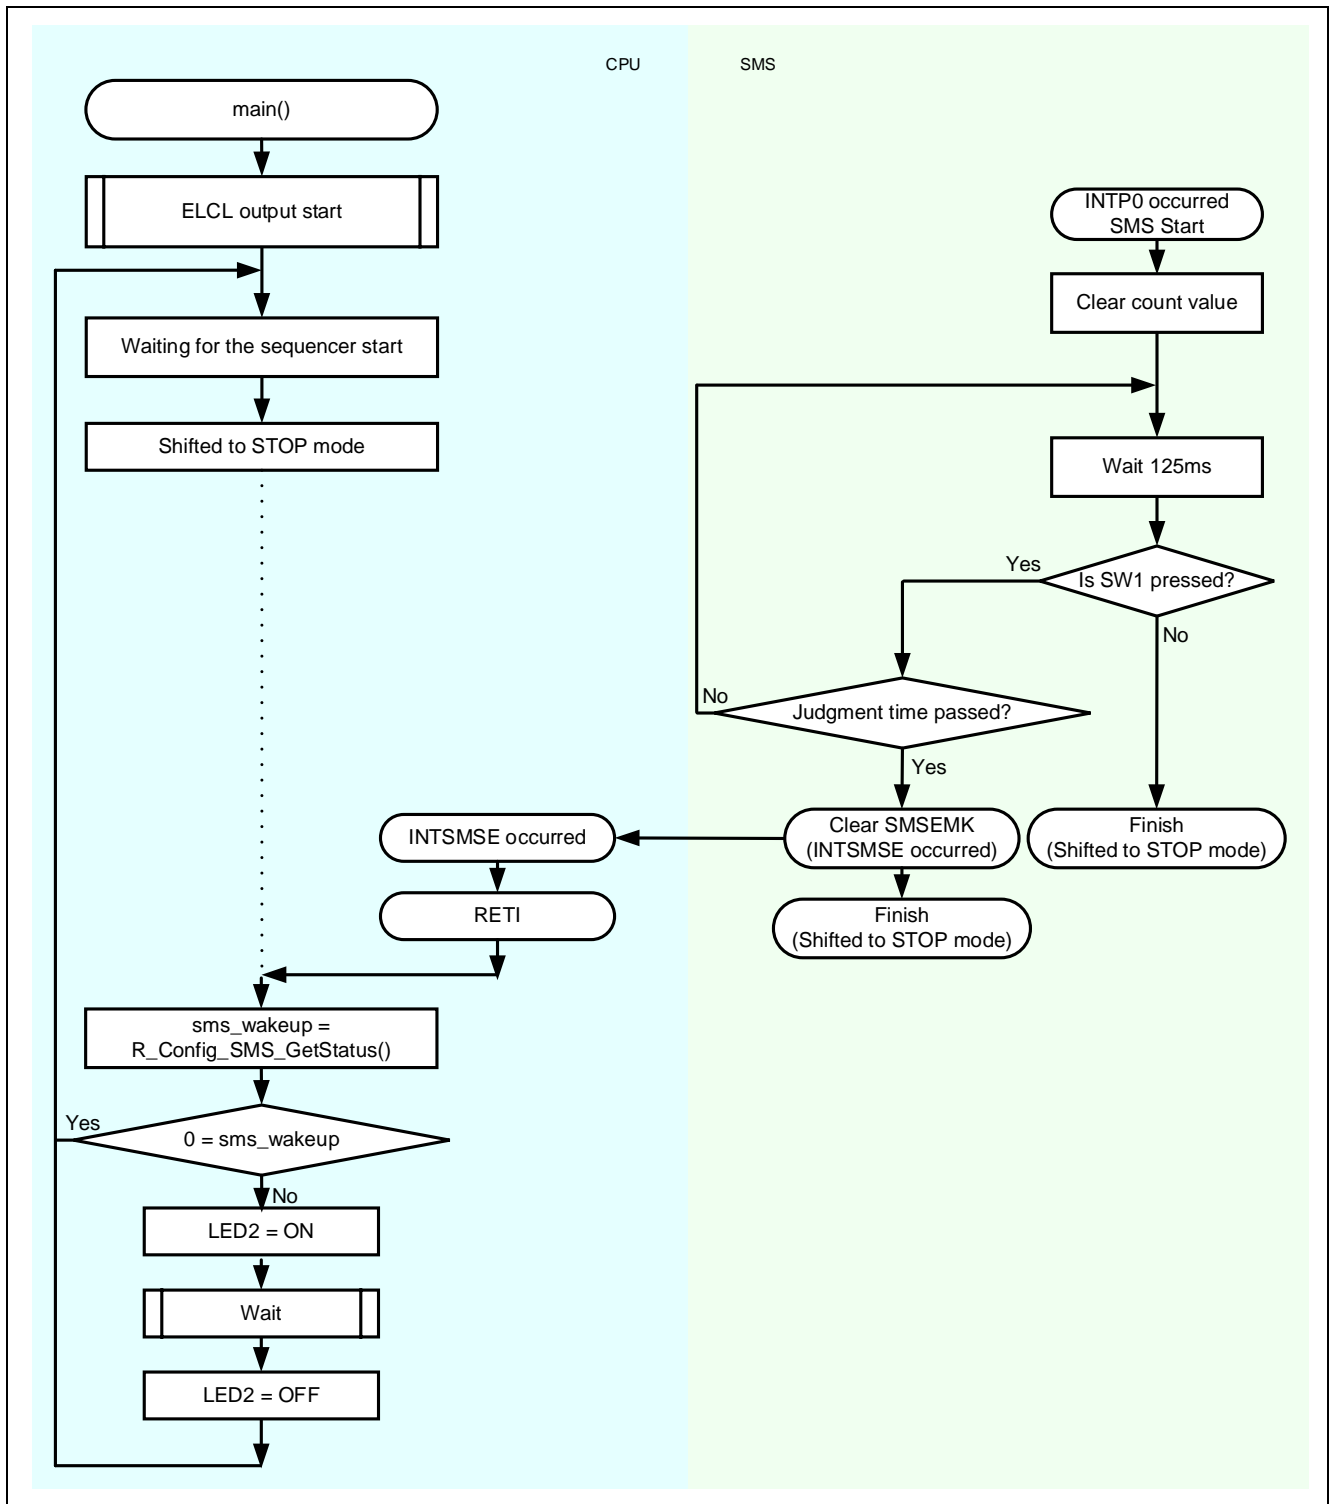 CPU
SMS
main()
ELCL output start
Waiting for the sequencer start
Shifted to STOP mode
INTP0 occurred
SMS Start
Clear count value
Wait 125ms
Is SW1 pressed?
Yes
No
Judgment time passed?
No
Yes
Clear SMSEMK
(INTSMSE occurred)
Finish
(Shifted to STOP mode)
Finish
(Shifted to STOP mode)
INTSMSE occurred
RETI
sms_wakeup =
R_Config_SMS_GetStatus()
0 = sms_wakeup
Yes
No
LED2 = ON
Wait
LED2 = OFF